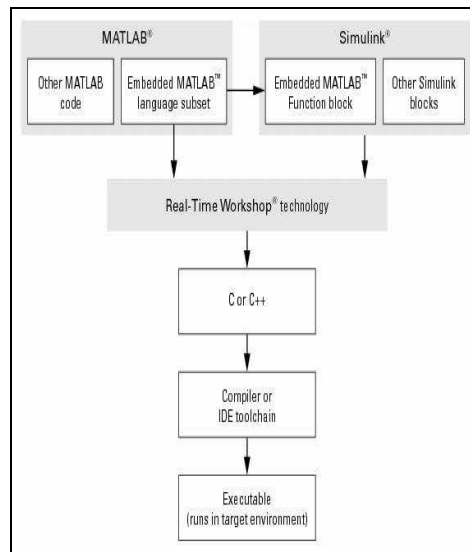 MATLAB®
Simulink®
Other MATLAB
code
Embedded MATLAB™
language subset
Embedded MATLAB™
Function block
Other Simulink
blocks
Real-Time Workshop® technology
C or C++
Compiler or
IDE toolchain
Executable
(runs in target environment)